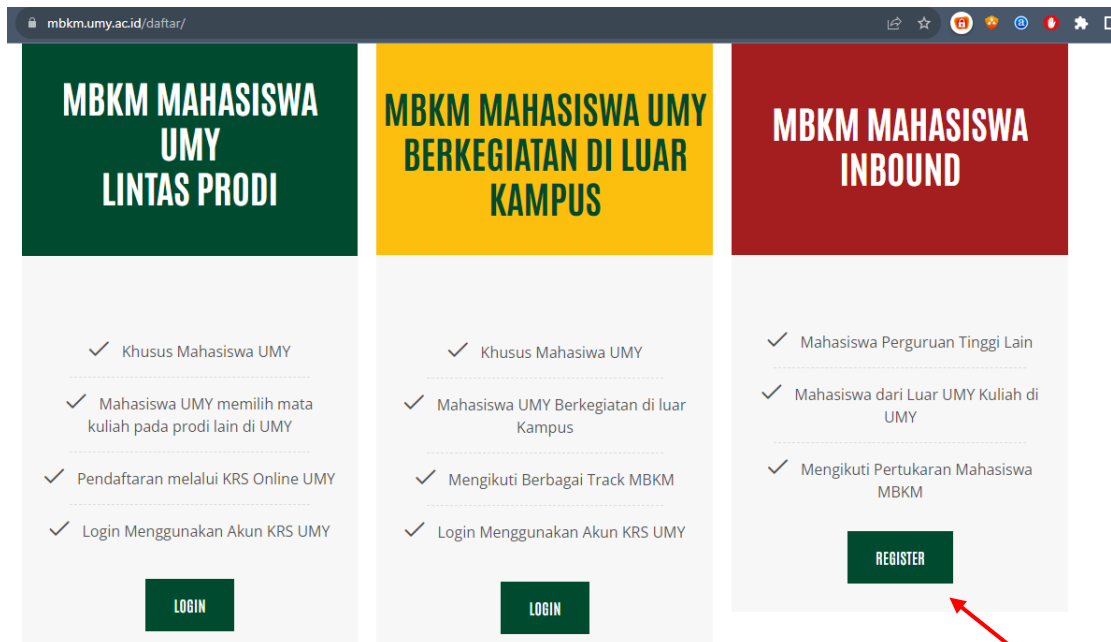 mbkm.umy.ac.id/daftar/
MBKM MAHASISWA
UMY
LINTAS PRODI
Khusus Mahasiswa UMY
Mahasiswa UMY memilih mata
kuliah pada prodi lain di UMY
Pendaftaran melalui KRS Online UMY
Login Menggunakan Akun KRS UMY
LOGIN
MBKM MAHASISWA UMY
BERKEGIATAN DI LUAR
KAMPUS
Khusus Mahasiwa UMY
Mahasiswa UMY Berkegiatan di luar
Kampus
Mengikuti Berbagai Track MBKM
Login Menggunakan Akun KRS UMY
LOGIN
MBKM MAHASISWA
INBOUND
Mahasiswa Perguruan Tinggi Lain
Mahasiswa dari Luar UMY Kuliah di
UMY
Mengikuti Pertukaran Mahasiswa
MBKM
REGISTER